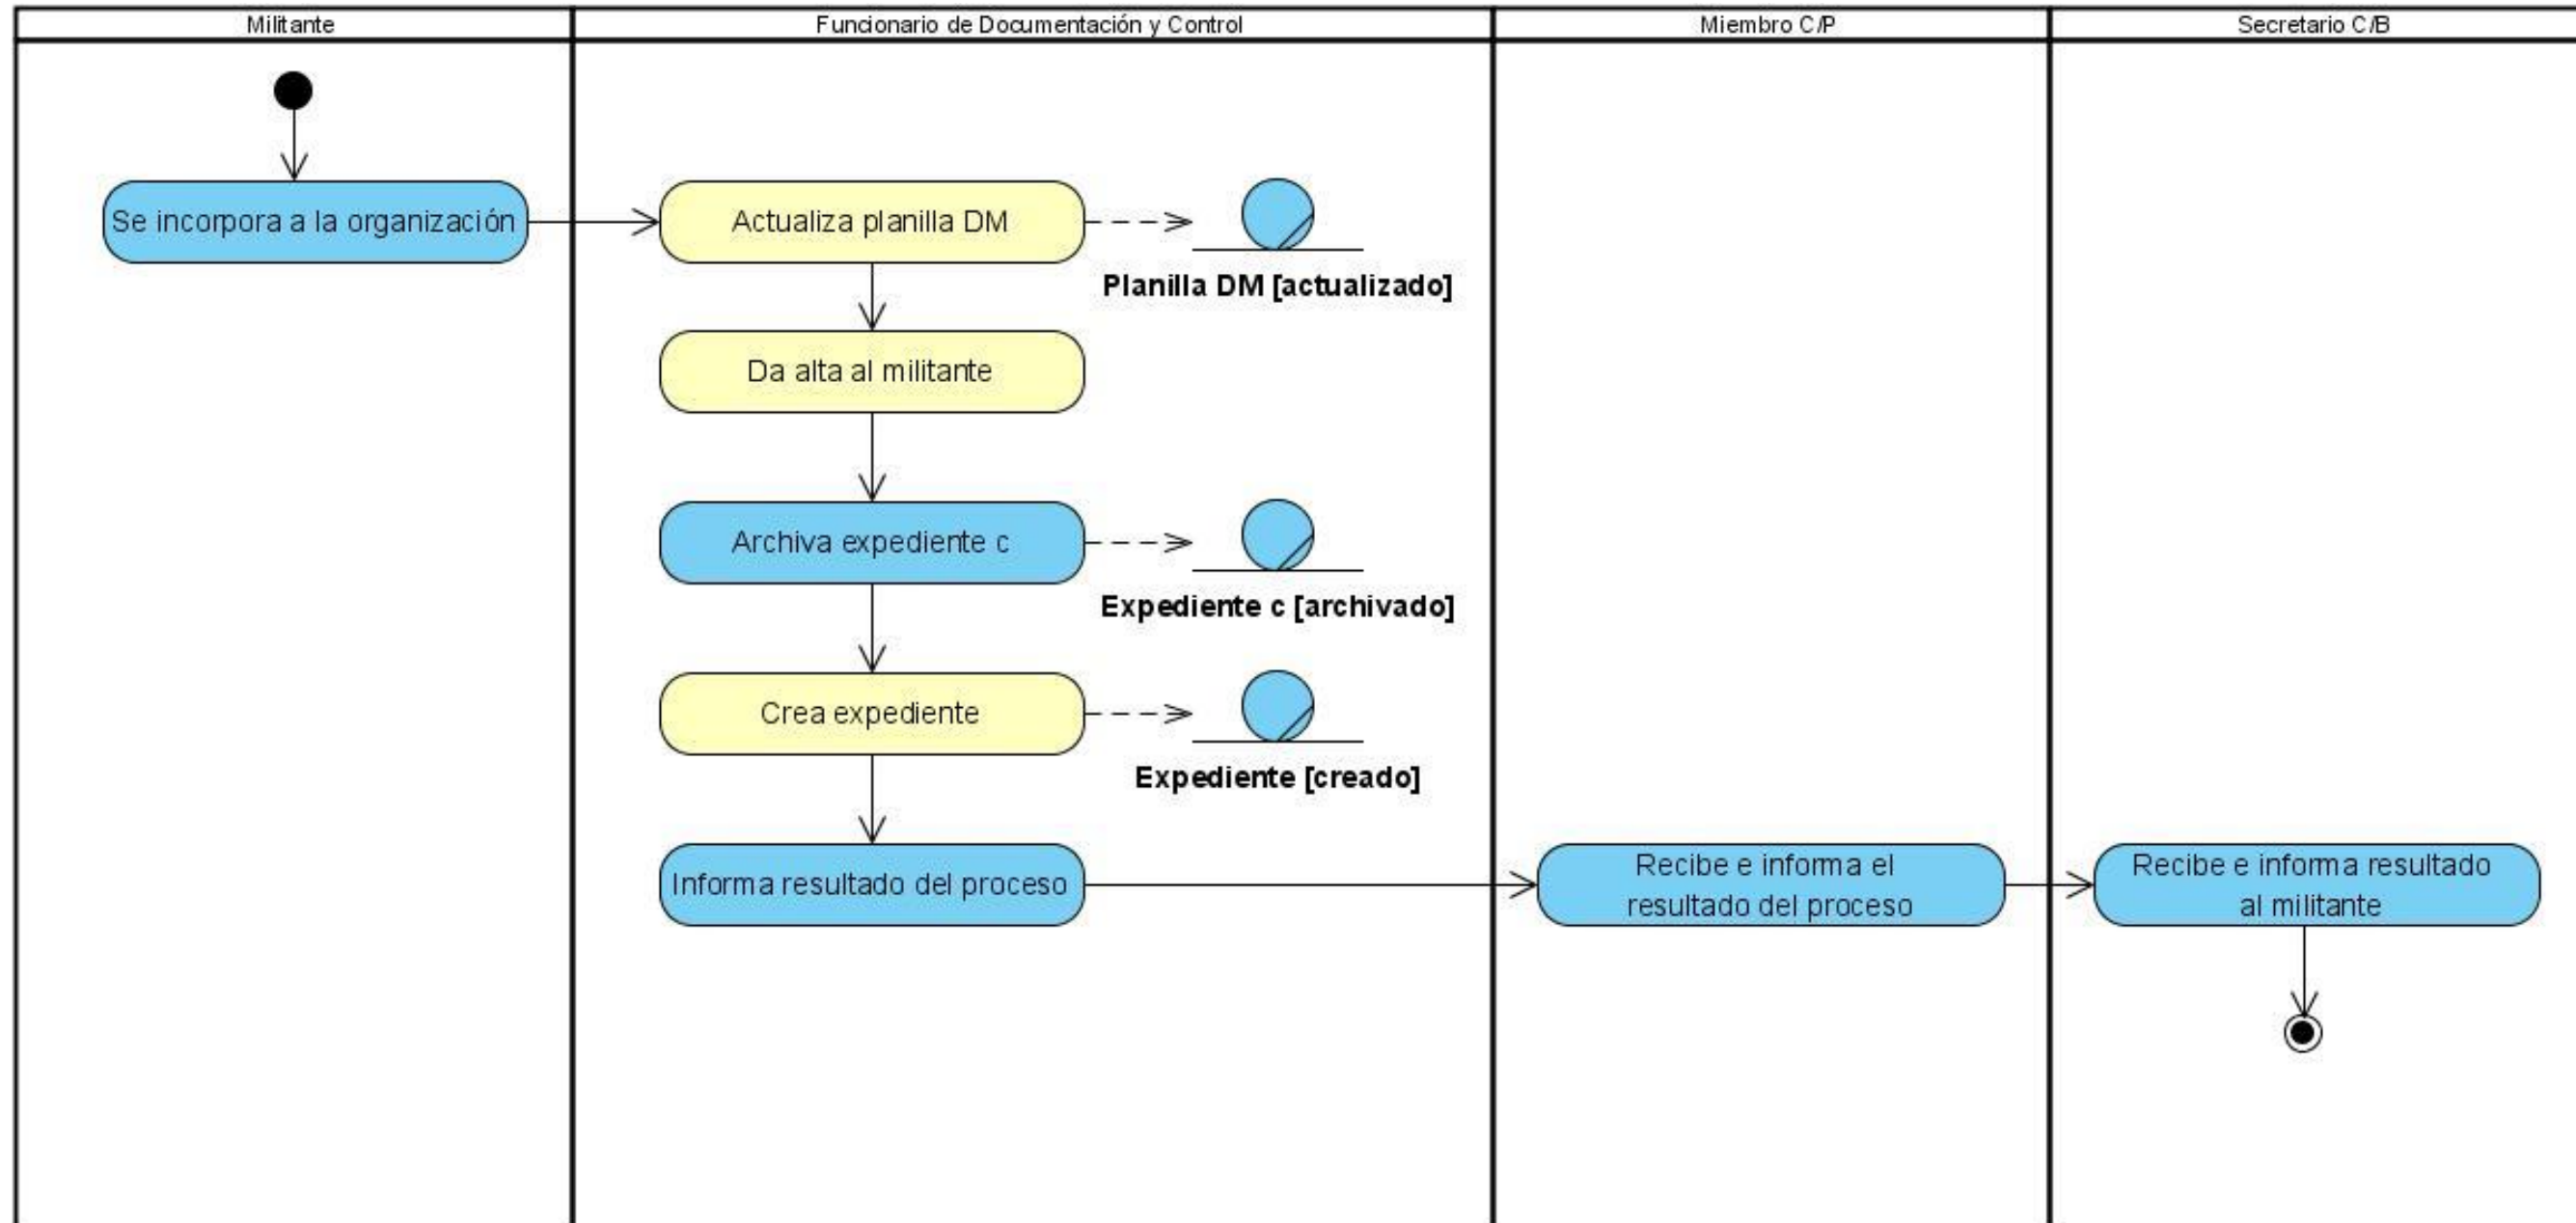 Militante
Funcionario de Documentación y Control
Miembro C/P
Secretario C/B
Se incorpora a la organización
Actualiza planilla DM
Planilla DM [actualizado]
Da alta al militante
Archiva expediente c
Expediente c [archivado]
Crea expediente
Expediente [creado]
Informa resultado del proceso
Recibe e informa el
resultado del proceso
Recibe e informa resultado
al militante